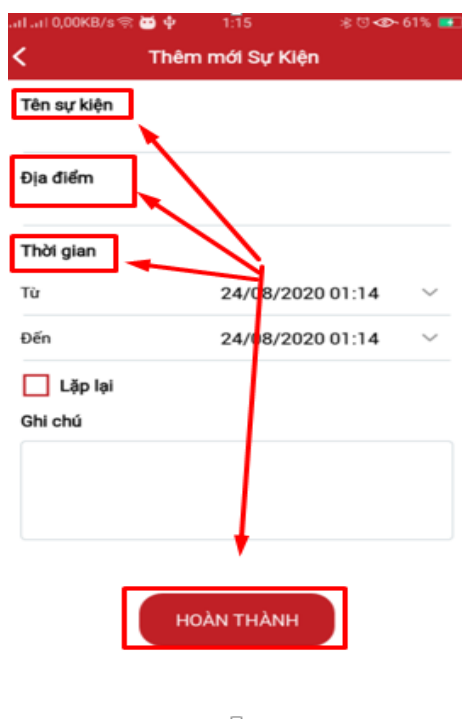 0,00KB/s 1:15 61%
Thêm mới Sự Kiện
Tên sự kiện
Địa điểm
Thời gian
Từ 24/08/2020 01:14
Đến 24/08/2020 01:14
Lặp lại
Ghi chú
HOÀN THÀNH